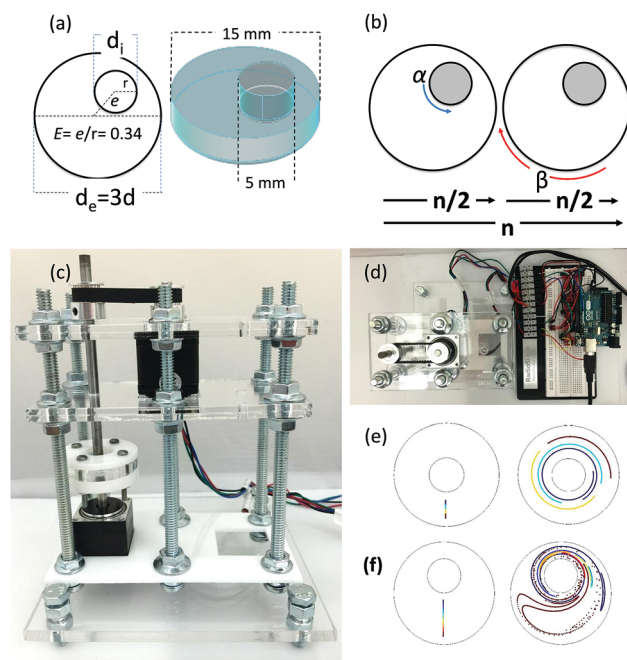 (a)
d_i
r
e
E= e/r= 0.34
d_e=3d
15 mm
5 mm
(b)
α
β
n/2
n/2
n
(c)
(d)
(e)
(f)